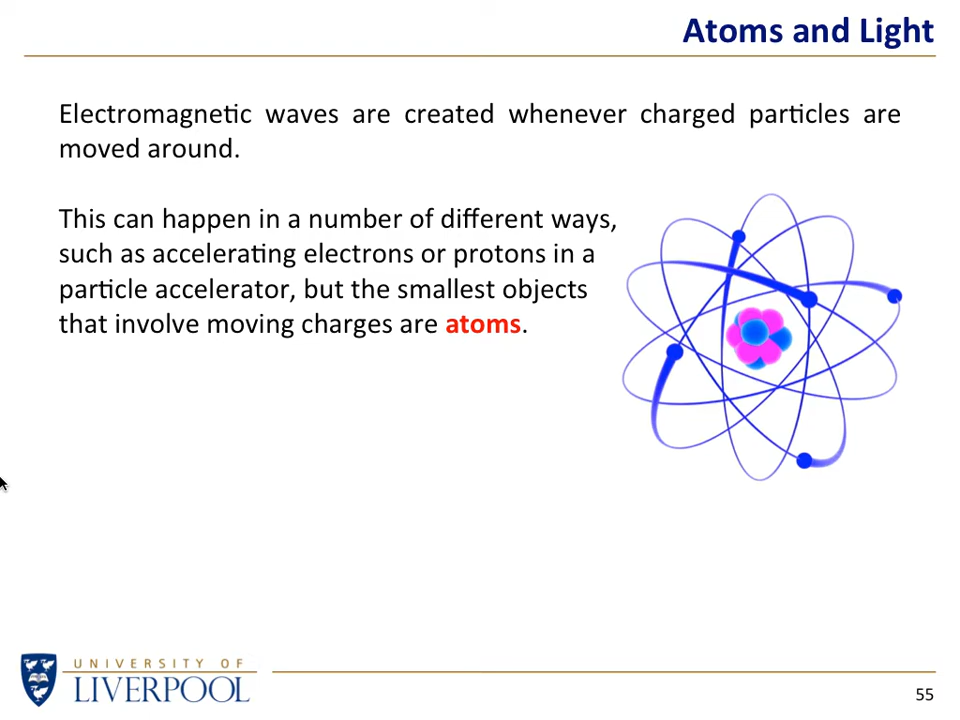 Atoms and Light
Electromagnetic waves are created whenever charged particles are
moved around.
This can happen in a number of different ways,
such as accelerating electrons or protons in a
particle accelerator, but the smallest objects
that involve moving charges are atoms.
UNIVERSITY OF
LIVERPOOL
55